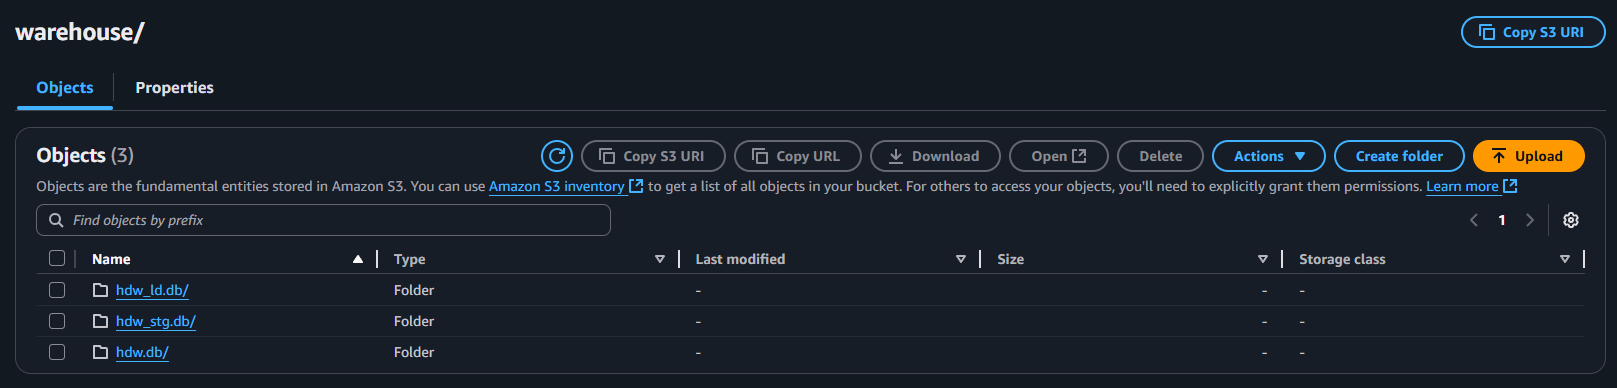 warehouse/
Copy S3 URI
Objects Properties
Objects (3)
Copy S3 URI Copy URL Download Open Delete Actions Create folder Upload
Objects are the fundamental entities stored in Amazon S3. You can use Amazon S3 inventory to get a list of all objects in your bucket. For others to access your objects, you'll need to explicitly grant them permissions. Learn more
Find objects by prefix
1
Name Type Last modified Size Storage class
hdw_ld.db/ Folder - - -
hdw_stg.db/ Folder - - -
hdw.db/ Folder - - -